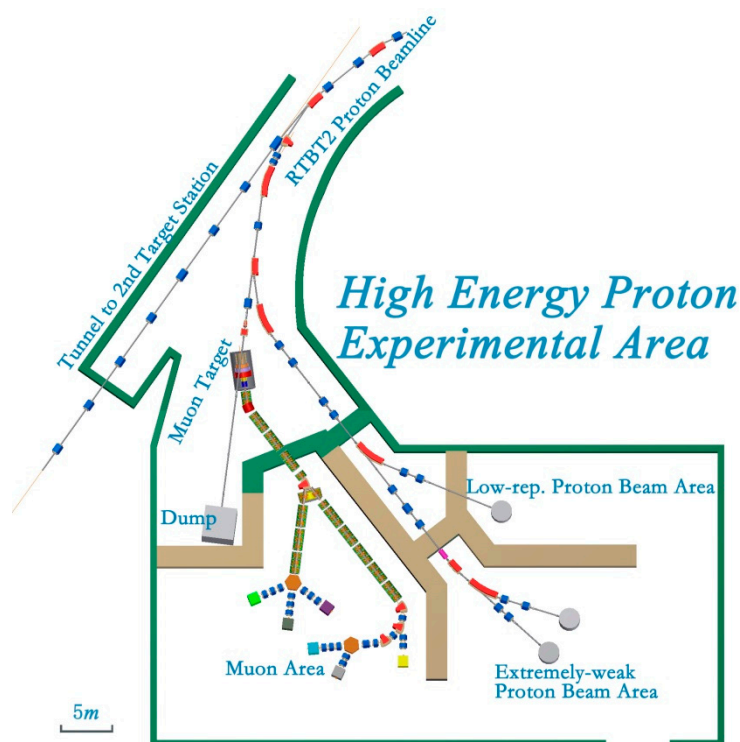 RTBT2 Proton Beamline
Tunnel to 2nd Target Station
High Energy Proton
Experimental Area
Muon Target
Low-rep. Proton Beam Area
Dump
Muon Area
Extremely-weak
Proton Beam Area
5m